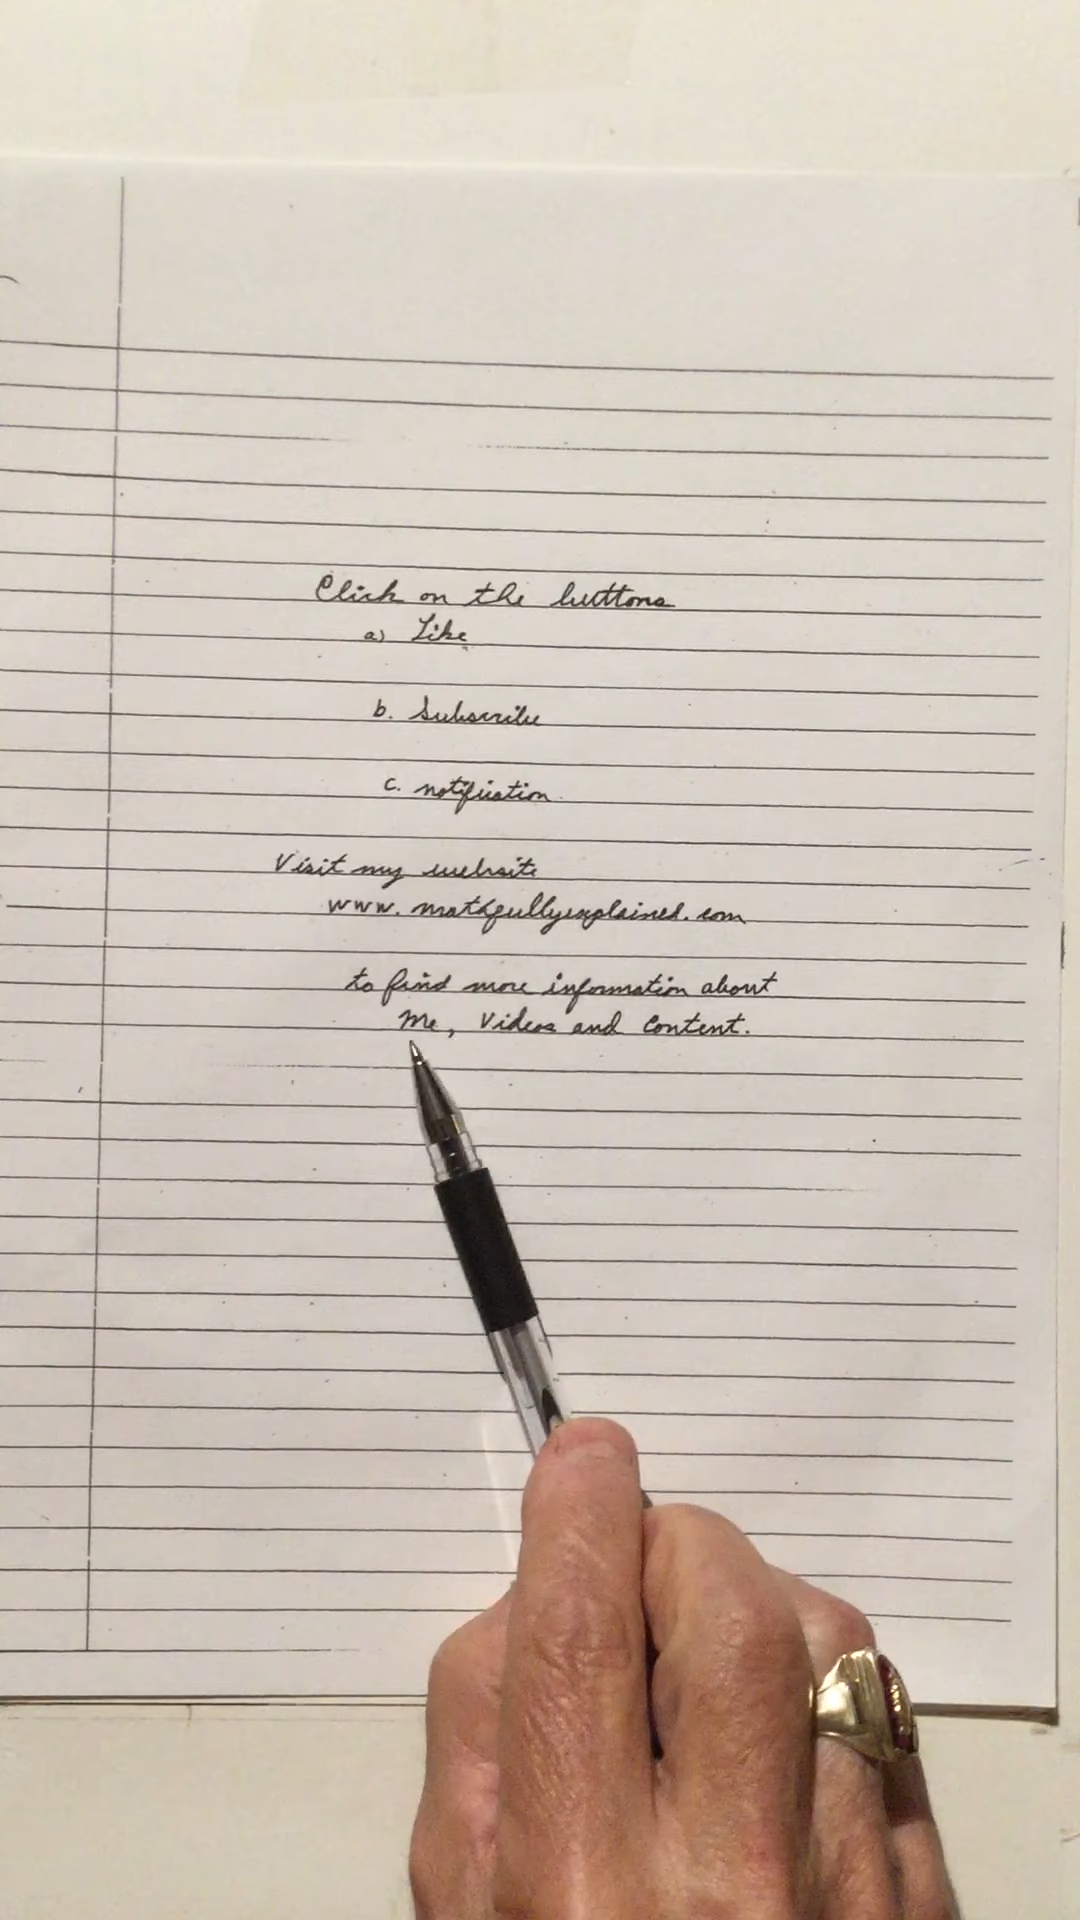 Click on the buttons
a) Like
b. Subscribe
c. notification
Visit my website
www.mathfullyexplained.com
to find more information about
Me, Videos and Content.